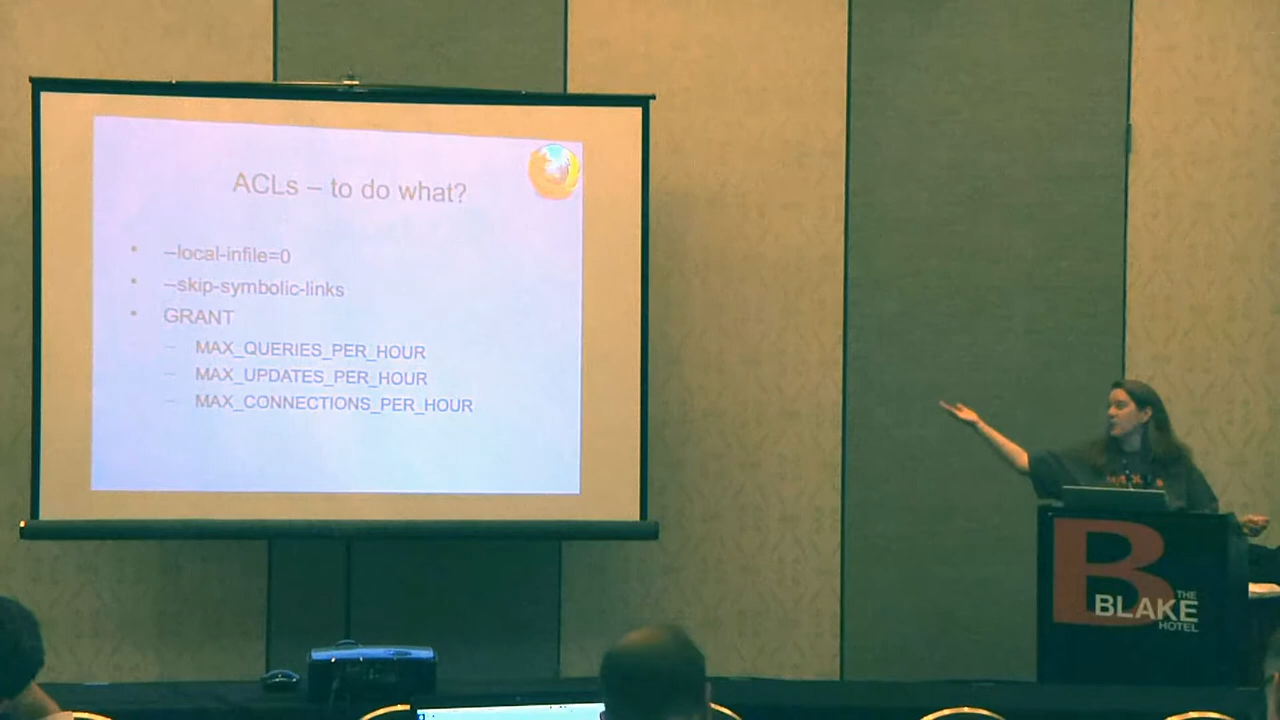 ACLs – to do what?
• –local-infile=0
• –skip-symbolic-links
• GRANT
– MAX_QUERIES_PER_HOUR
– MAX_UPDATES_PER_HOUR
– MAX_CONNECTIONS_PER_HOUR
B
THE
BLAKE
HOTEL